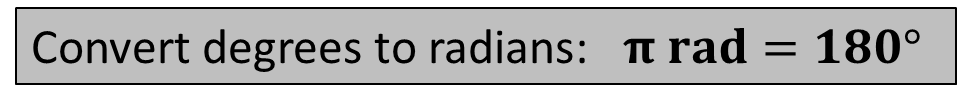 Convert degrees to radians: π rad = 180°